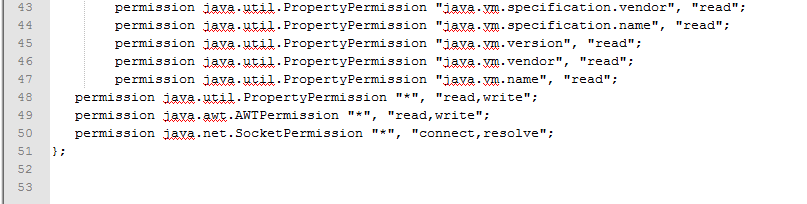 43 permission java.util.PropertyPermission "java.vm.specification.vendor", "read";
44 permission java.util.PropertyPermission "java.vm.specification.name", "read";
45 permission java.util.PropertyPermission "java.vm.version", "read";
46 permission java.util.PropertyPermission "java.vm.vendor", "read";
47 permission java.util.PropertyPermission "java.vm.name", "read";
48 permission java.util.PropertyPermission "*", "read,write";
49 permission java.awt.AWTPermission "*", "read,write";
50 permission java.net.SocketPermission "*", "connect,resolve";
51 };
52
53